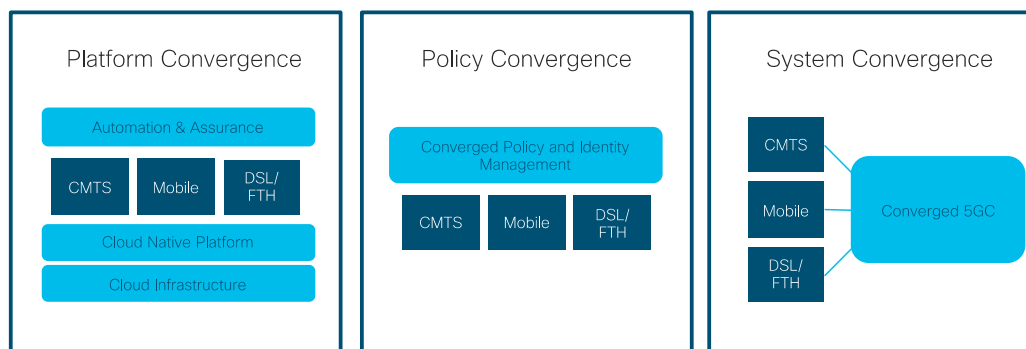 Platform Convergence
Automation & Assurance
CMTS
Mobile
DSL/
FTH
Cloud Native Platform
Cloud Infrastructure
Policy Convergence
Converged Policy and Identity
Management
CMTS
Mobile
DSL/
FTH
System Convergence
CMTS
Mobile
DSL/
FTH
Converged 5GC